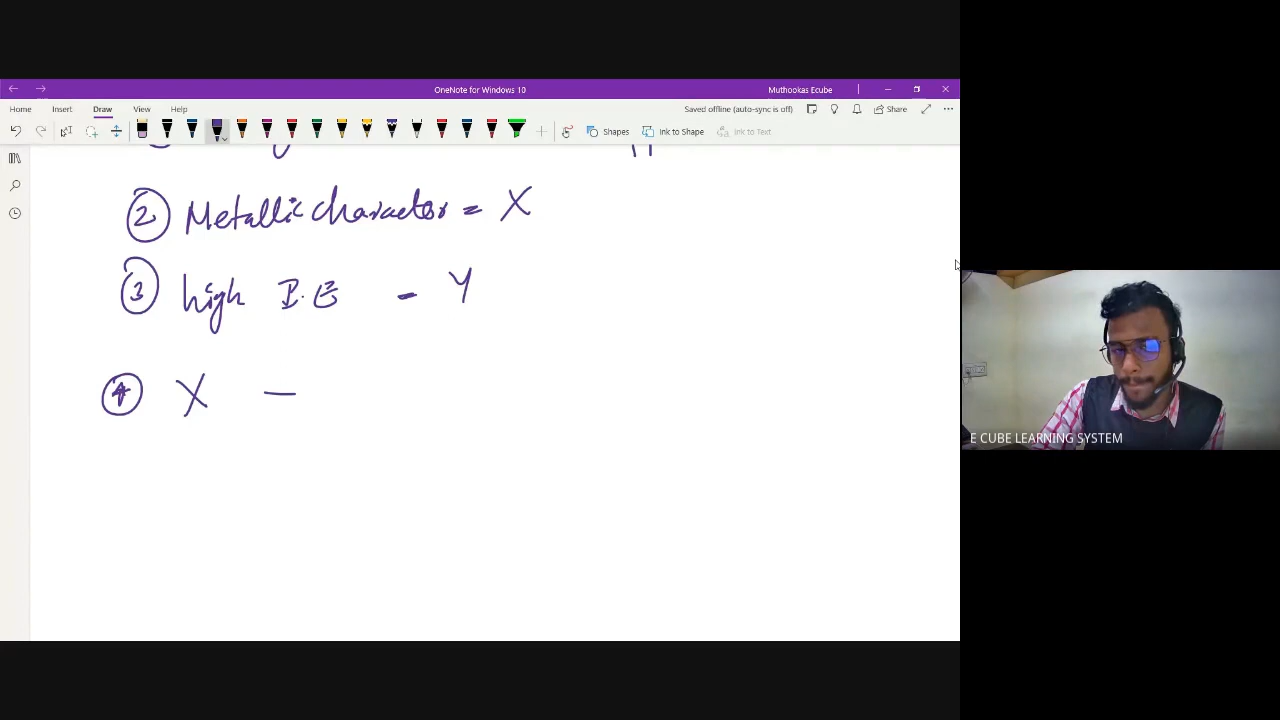 OneNote for Windows 10
Muthookas Ecube
Home Insert Draw View Help
Saved offline (auto-sync is off) Share
Shapes Ink to Shape Ink to Text
② Metallic character = X
③ high I.E - Y
④ X —
E CUBE LEARNING SYSTEM